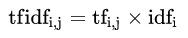 tfidf_{i,j} = tf_{i,j} × idf_i